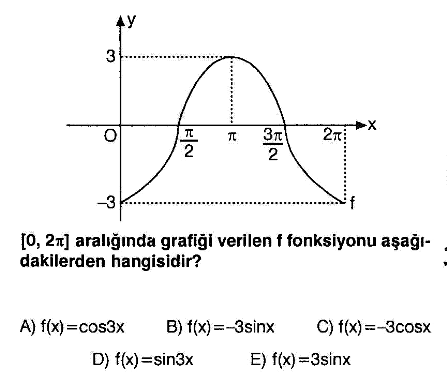 y
3
O
π/2
π
3π/2
2π
x
-3
f
[0, 2π] aralığında grafiği verilen f fonksiyonu aşağı-
dakilerden hangisidir?
A) f(x)=cos3x B) f(x)=-3sinx C) f(x)=-3cosx
D) f(x)=sin3x E) f(x)=3sinx